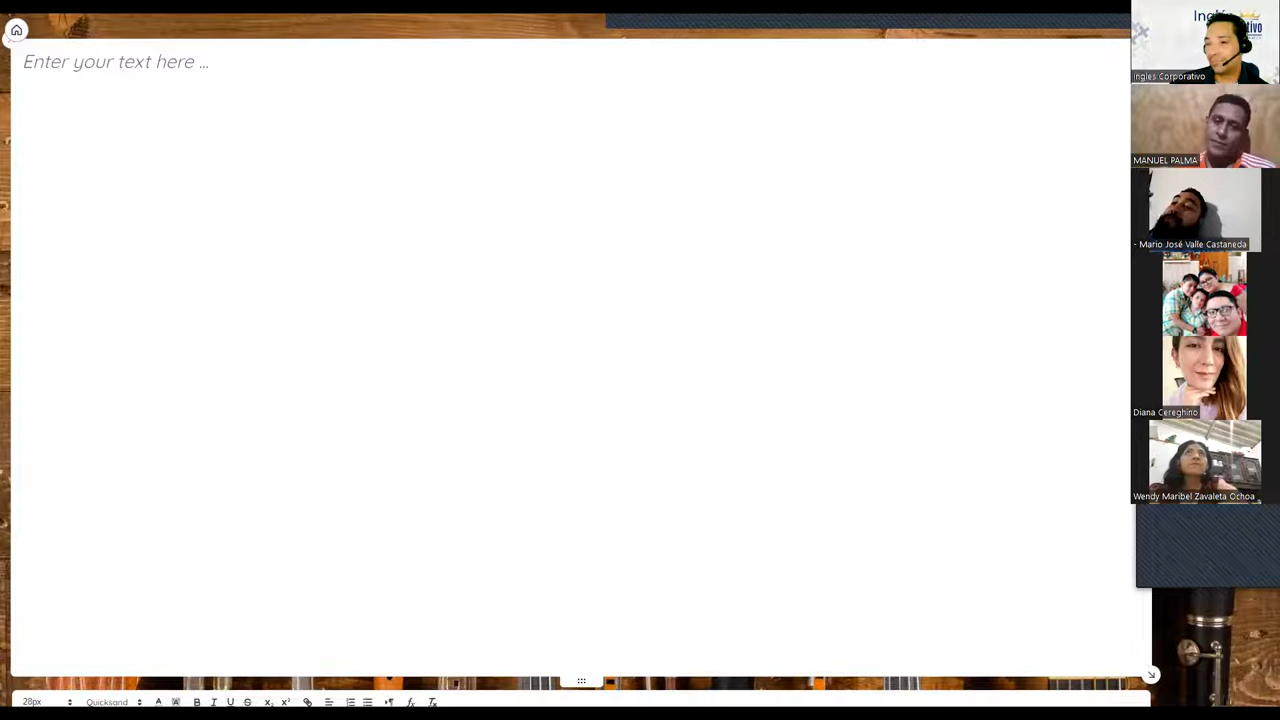 Enter your text here ...
Ingles Corporativo
MANUEL PALMA
- Mario José Valle Castaneda
Diana Cereghino
Wendy Maribel Zavaleta Ochoa
28px
Quicksand